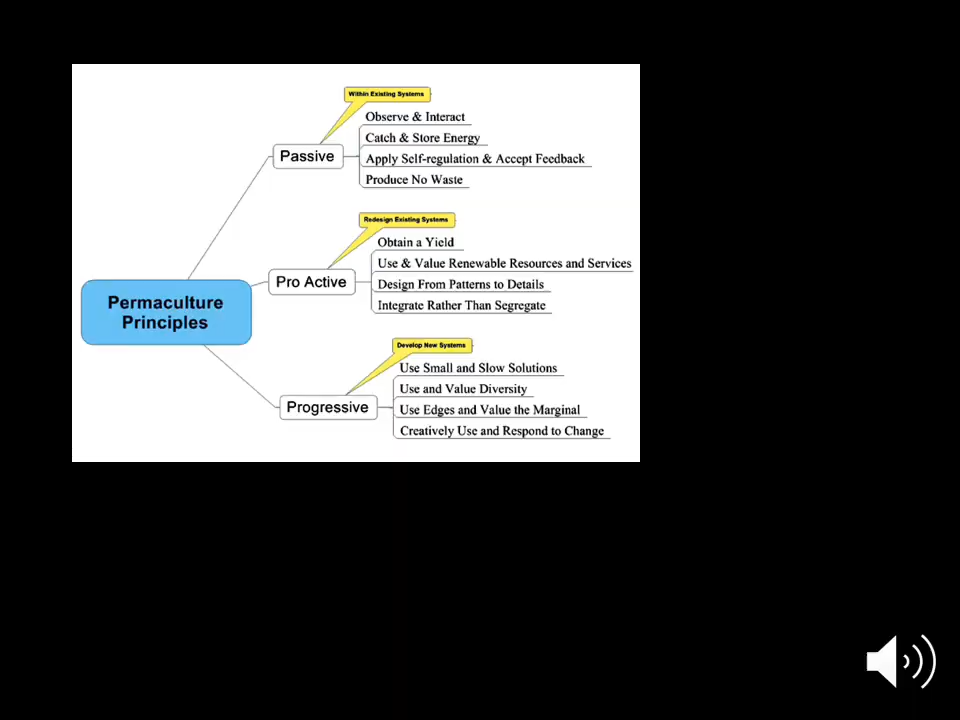 Within Existing Systems
Observe & Interact
Catch & Store Energy
Passive
Apply Self-regulation & Accept Feedback
Produce No Waste
Redesign Existing Systems
Obtain a Yield
Use & Value Renewable Resources and Services
Pro Active
Design From Patterns to Details
Integrate Rather Than Segregate
Permaculture
Principles
Develop New Systems
Use Small and Slow Solutions
Use and Value Diversity
Progressive
Use Edges and Value the Marginal
Creatively Use and Respond to Change